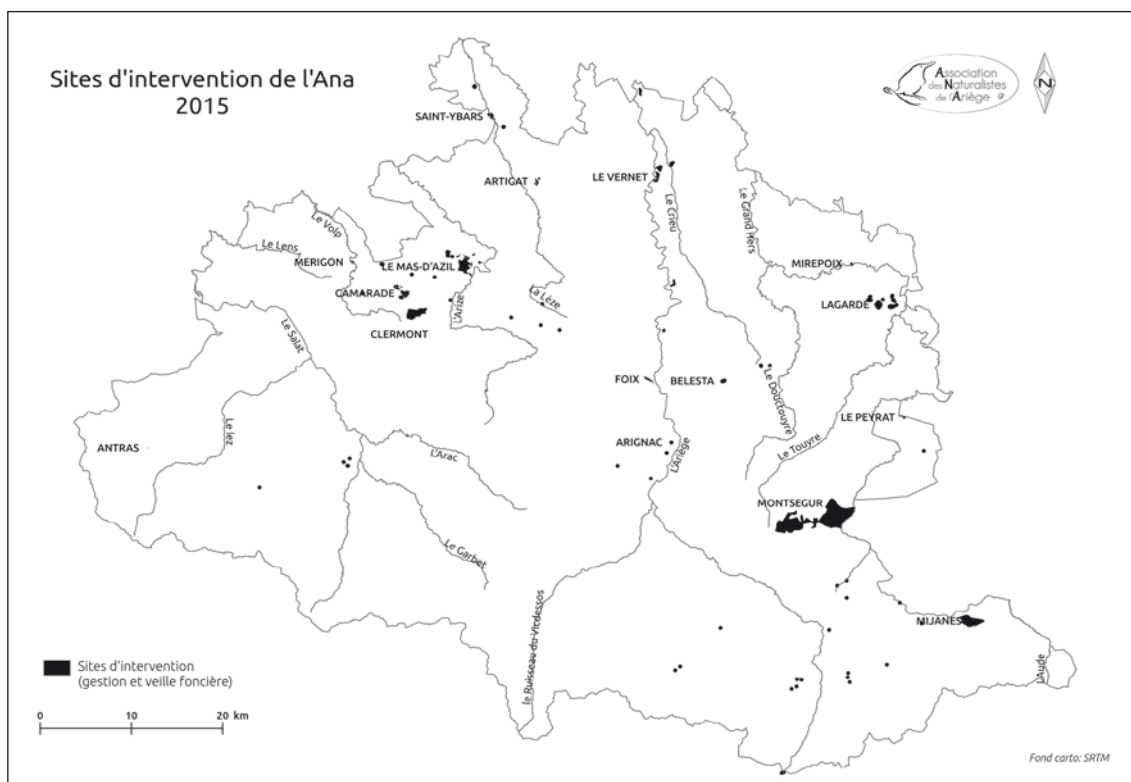 Sites d'intervention de l'Ana
2015
Association
des Naturalistes
de l'Ariège
N
SAINT-YBARS
ARTIGAT
LE VERNET
Le Crieu
Le Grand Hers
Le Volp
Le Lens
MERIGON
LE MAS-D'AZIL
MIREPOIX
CAMARADE
L'Arize
La Lèze
LAGARDE
CLERMONT
Le Salat
FOIX
BELESTA
Le Douctouyre
LE PEYRAT
Le lez
ANTRAS
L'Arac
ARIGNAC
L'Ariège
Le Touyre
MONTSEGUR
Le Garbet
le Ruisseau du Vicdessos
MIJANES
L'Aude
Sites d'intervention
(gestion et veille foncière)
0 10 20 km
Fond carto: SRTM